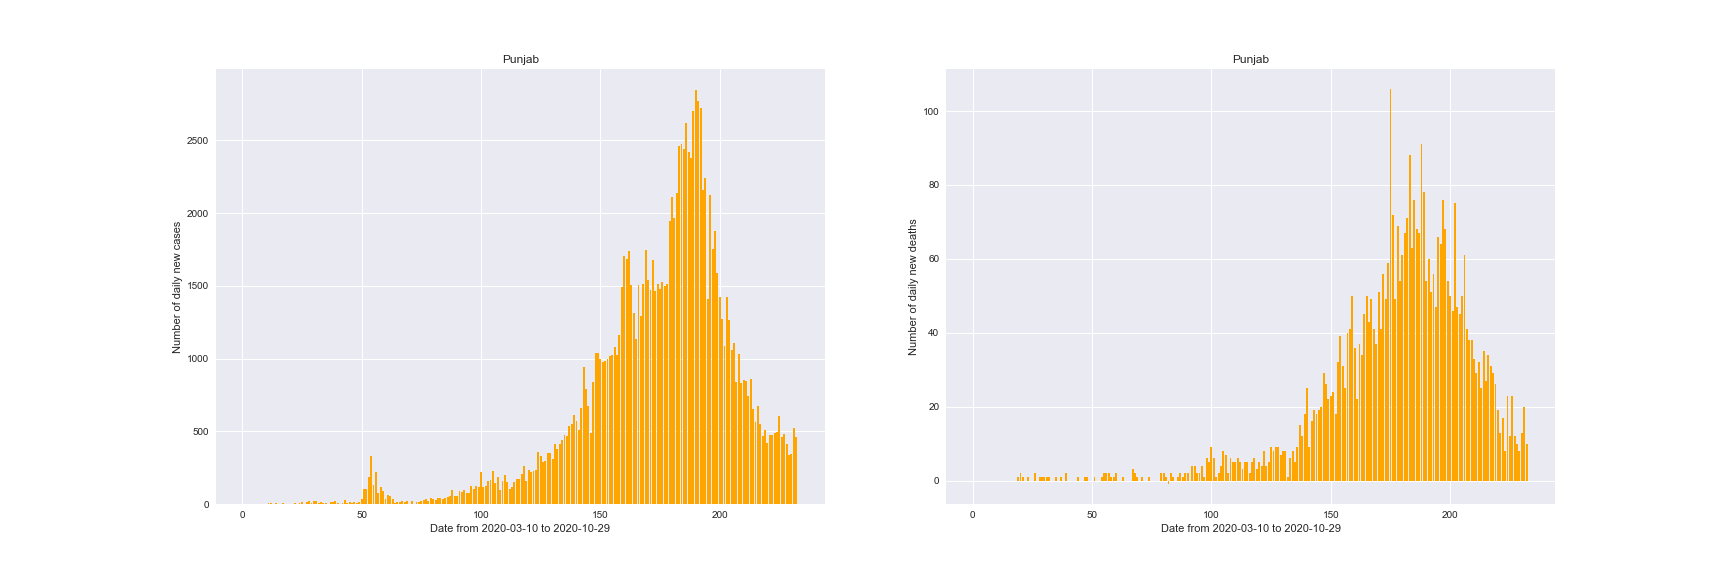 Punjab
Number of daily new cases
2500
2000
1500
1000
500
0
0 50 100 150 200
Date from 2020-03-10 to 2020-10-29
Punjab
Number of daily new deaths
100
80
60
40
20
0
0 50 100 150 200
Date from 2020-03-10 to 2020-10-29